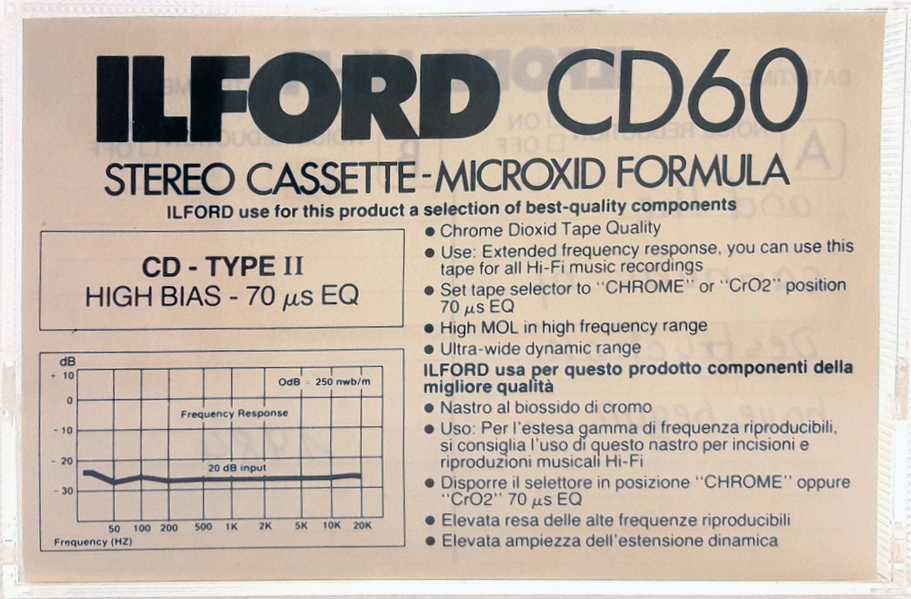 ILFORD CD60
STEREO CASSETTE-MICROXID FORMULA
ILFORD use for this product a selection of best-quality components
CD - TYPE II
HIGH BIAS - 70 µs EQ
dB
+ 10
0
- 10
- 20
- 30
OdB = 250 nwb/m
Frequency Response
20 dB input
50 100 200 500 1K 2K 5K 10K 20K
Frequency (HZ)
● Chrome Dioxid Tape Quality
● Use: Extended frequency response, you can use this
tape for all Hi-Fi music recordings
● Set tape selector to "CHROME" or "CrO2" position
70 µs EQ
● High MOL in high frequency range
● Ultra-wide dynamic range
ILFORD usa per questo prodotto componenti della
migliore qualità
● Nastro al biossido di cromo
● Uso: Per l'estesa gamma di frequenza riproducibili,
si consiglia l'uso di questo nastro per incisioni e
riproduzioni musicali Hi-Fi
● Disporre il selettore in posizione "CHROME" oppure
"CrO2" 70 µs EQ
● Elevata resa delle alte frequenze riproducibili
● Elevata ampiezza dell'estensione dinamica